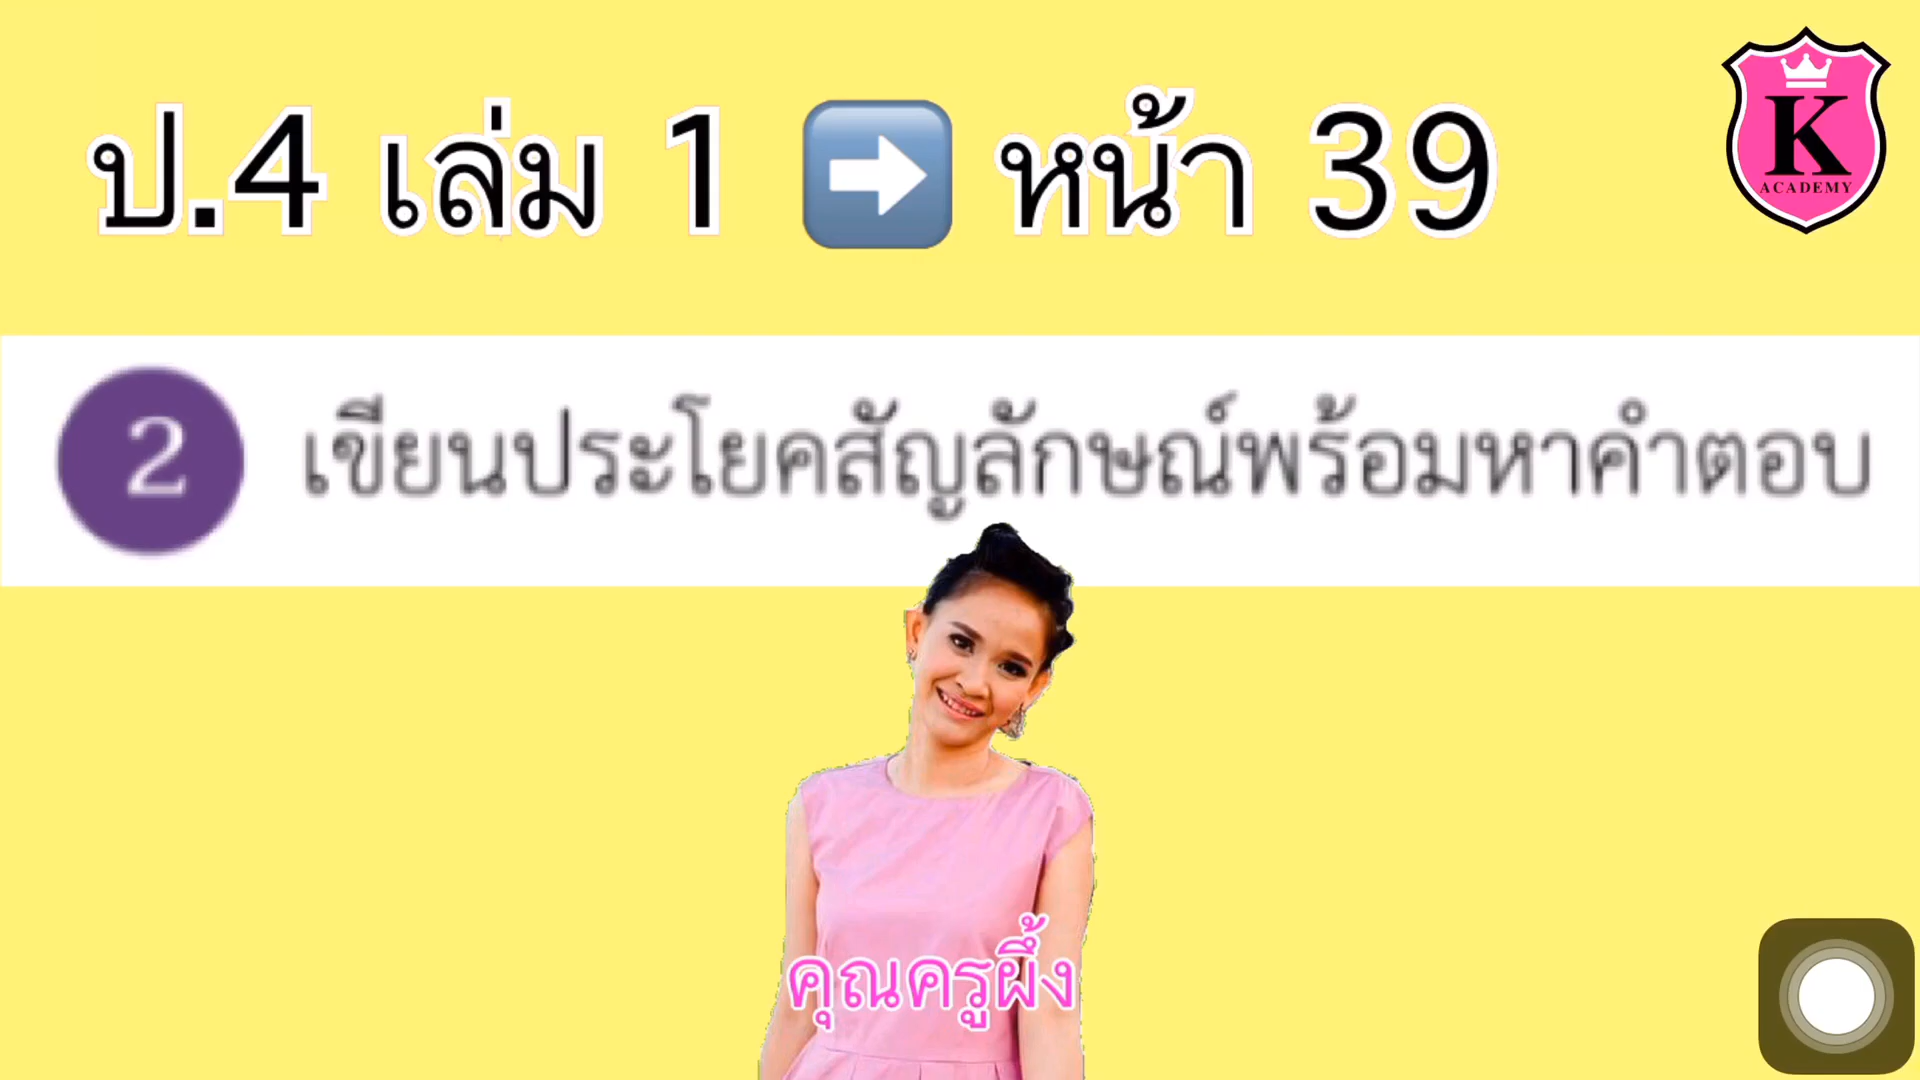 ป.4 เล่ม 1 ➡ หน้า 39
K
ACADEMY
2 เขียนประโยคสัญลักษณ์พร้อมหาคำตอบ
คุณครูผึ้ง